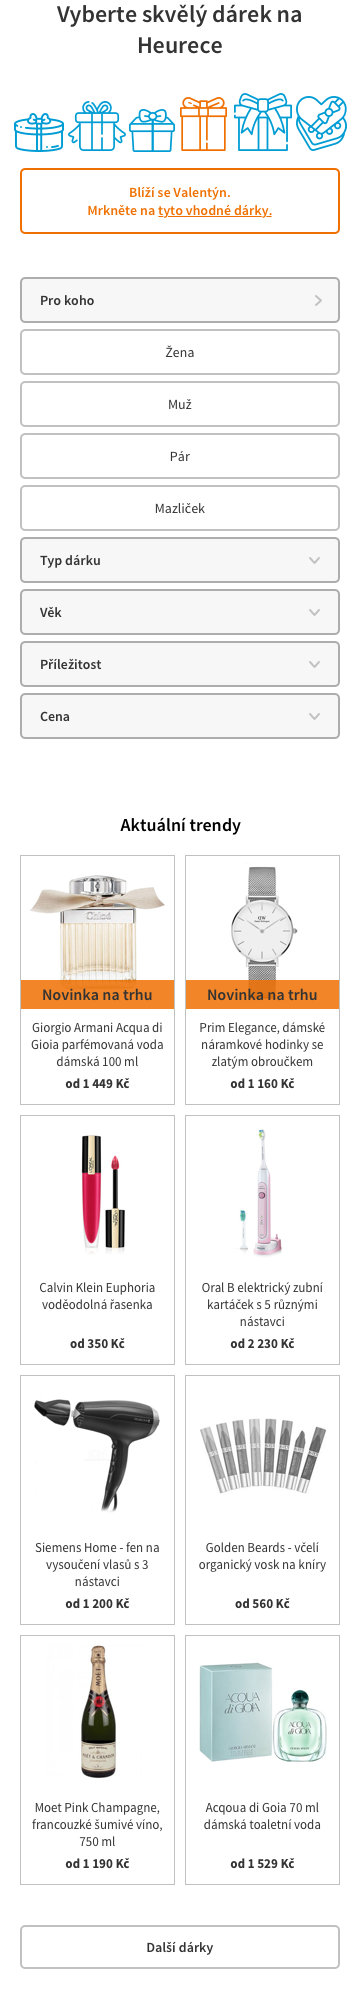 Vyberte skvělý dárek na
Heurece
Blíží se Valentýn.
Mrkněte na tyto vhodné dárky.
Pro koho
Žena
Muž
Pár
Mazliček
Typ dárku
Věk
Příležitost
Cena
Aktuální trendy
Chloé
Novinka na trhu
Giorgio Armani Acqua di
Gioia parfémovaná voda
dámská 100 ml
od 1 449 Kč
DW
Novinka na trhu
Prim Elegance, dámské
náramkové hodinky se
zlatým obroučkem
od 1 160 Kč
Calvin Klein Euphoria
voděodolná řasenka
od 350 Kč
Oral B elektrický zubní
kartáček s 5 různými
nástavci
od 2 230 Kč
Siemens Home - fen na
vysoučení vlasů s 3
nástavci
od 1 200 Kč
Golden Beards - včelí
organický vosk na kníry
od 560 Kč
MOËT
Moet Pink Champagne,
francouzké šumivé víno,
750 ml
od 1 190 Kč
ACQUA
di GIOIA
ACQUA
di GIOIA
Acqoua di Gioia 70 ml
dámská toaletní voda
od 1 529 Kč
Další dárky